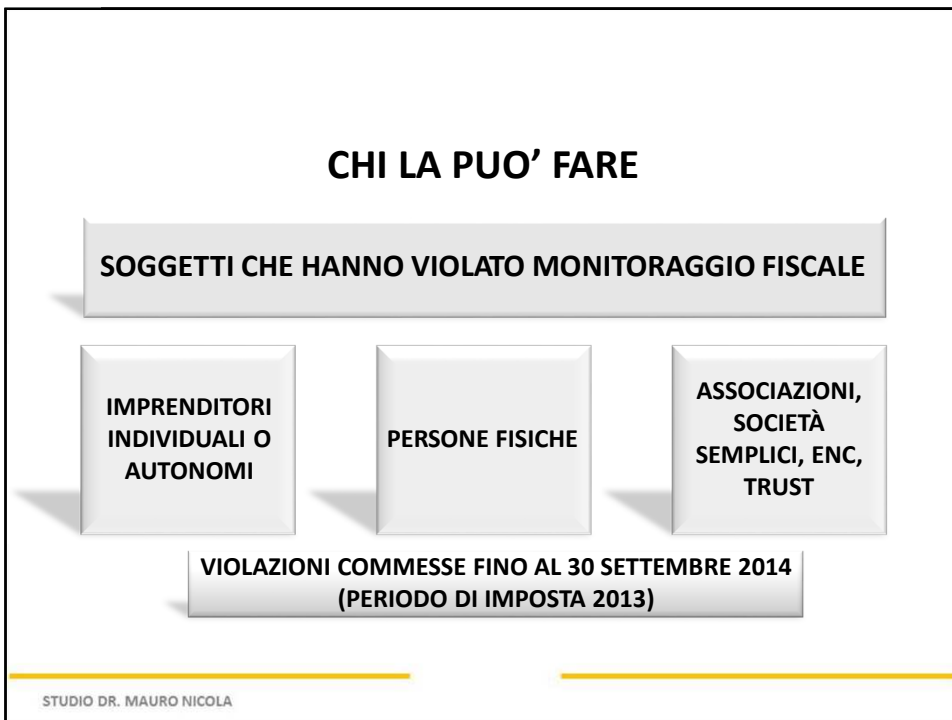 CHI LA PUO’ FARE
SOGGETTI CHE HANNO VIOLATO MONITORAGGIO FISCALE
IMPRENDITORI
INDIVIDUALI O
AUTONOMI
PERSONE FISICHE
ASSOCIAZIONI,
SOCIETÀ
SEMPLICI, ENC,
TRUST
VIOLAZIONI COMMESSE FINO AL 30 SETTEMBRE 2014
(PERIODO DI IMPOSTA 2013)
STUDIO DR. MAURO NICOLA